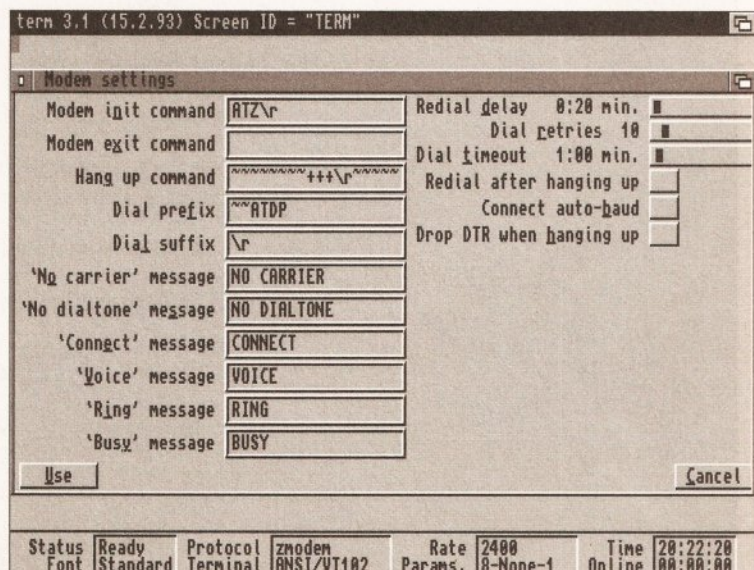 term 3.1 (15.2.93) Screen ID = "TERM"
Modem settings
Modem init command ATZ\r
Modem exit command
Hang up command ~~~~~~~~+++\r~~~~~
Dial prefix ~~ATDP
Dial suffix \r
'No carrier' message NO CARRIER
'No dialtone' message NO DIALTONE
'Connect' message CONNECT
'Voice' message VOICE
'Ring' message RING
'Busy' message BUSY
Redial delay 0:20 min.
Dial retries 10
Dial timeout 1:00 min.
Redial after hanging up
Connect auto-baud
Drop DTR when hanging up
Use
Cancel
Status Ready Protocol zmodem Rate 2400 Time 20:22:20
Font Standard Terminal ANSI/VT102 Params. 8-None-1 Online 00:00:00